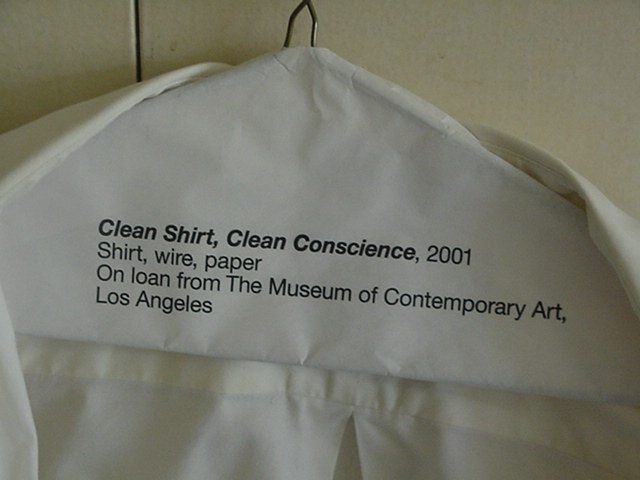 Clean Shirt, Clean Conscience, 2001
Shirt, wire, paper
On loan from The Museum of Contemporary Art,
Los Angeles